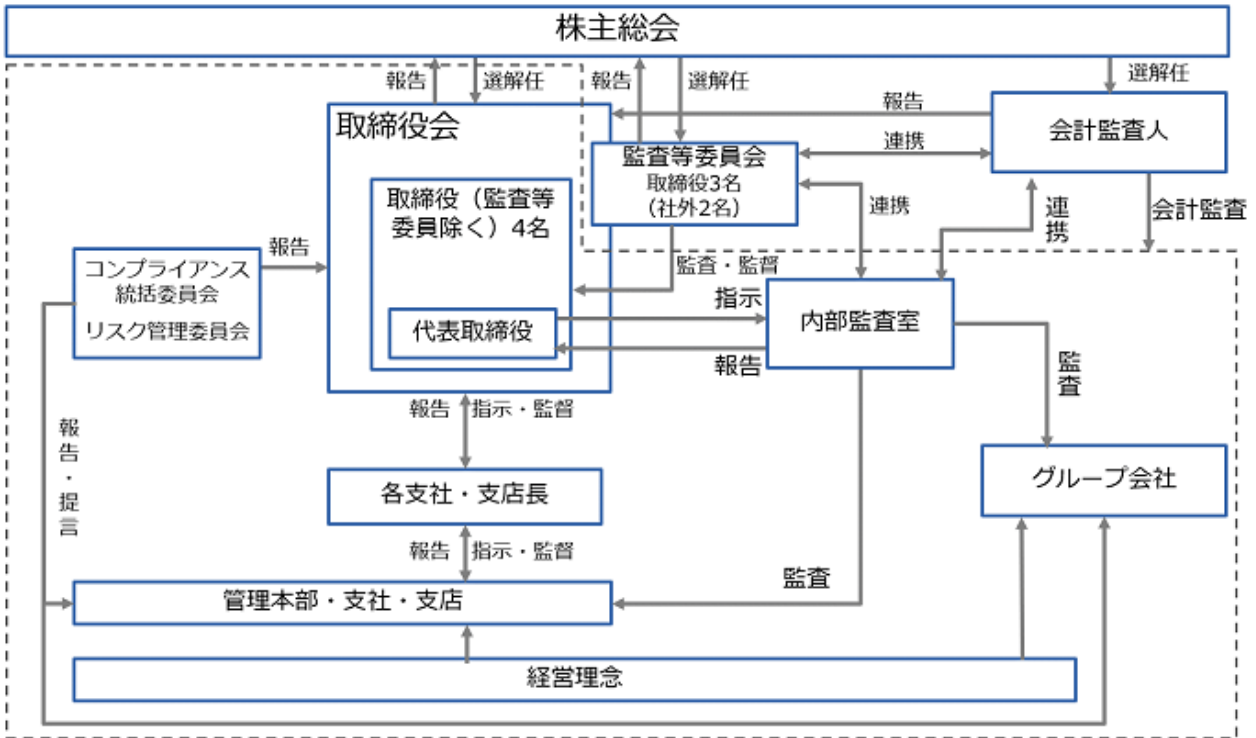 株主総会
報告
選解任
報告
選解任
選解任
取締役会
報告
会計監査人
監査等委員会
取締役3名
（社外2名）
連携
取締役（監査等
委員除く）4名
連携
連携
会計監査
報告
コンプライアンス
統括委員会
リスク管理委員会
監査・監督
指示
代表取締役
内部監査室
報告
監査
報告
指示・監督
報告・提言
各支社・支店長
グループ会社
報告
指示・監督
監査
管理本部・支社・支店
経営理念